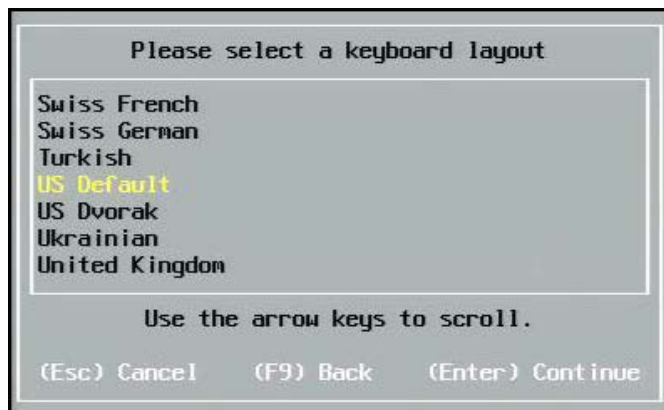 Please select a keyboard layout
Swiss French
Swiss German
Turkish
US Default
US Dvorak
Ukrainian
United Kingdom
Use the arrow keys to scroll.
(Esc) Cancel (F9) Back (Enter) Continue